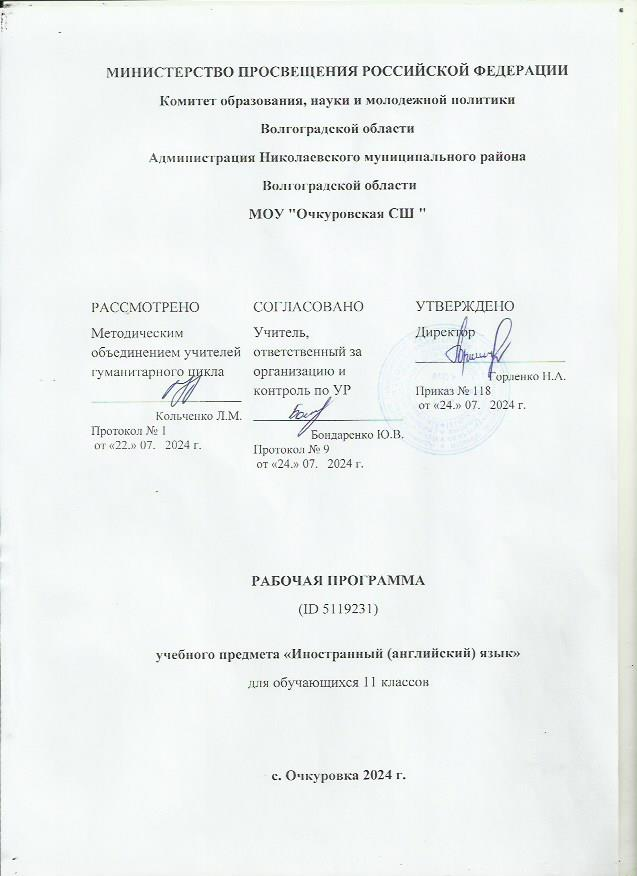 МИНИСТЕРСТВО ПРОСВЕЩЕНИЯ РОССИЙСКОЙ ФЕДЕРАЦИИ
Комитет образования, науки и молодежной политики
Волгоградской области
Администрация Николаевского муниципального района
Волгоградской области
МОУ "Очкуровская СШ "
РАССМОТРЕНО
Методическим
объединением учителей
гуманитарного цикла
Кольченко Л.М.
Протокол № 1
от «22.» 07. 2024 г.
СОГЛАСОВАНО
Учитель,
ответственный за
организацию и
контроль по УР
Бондаренко Ю.В.
Протокол № 9
от «24.» 07. 2024 г.
УТВЕРЖДЕНО
Директор
Горленко Н.А.
Приказ № 118
от «24.» 07. 2024 г.
РАБОЧАЯ ПРОГРАММА
(ID 5119231)
учебного предмета «Иностранный (английский) язык»
для обучающихся 11 классов
с. Очкуровка 2024 г.